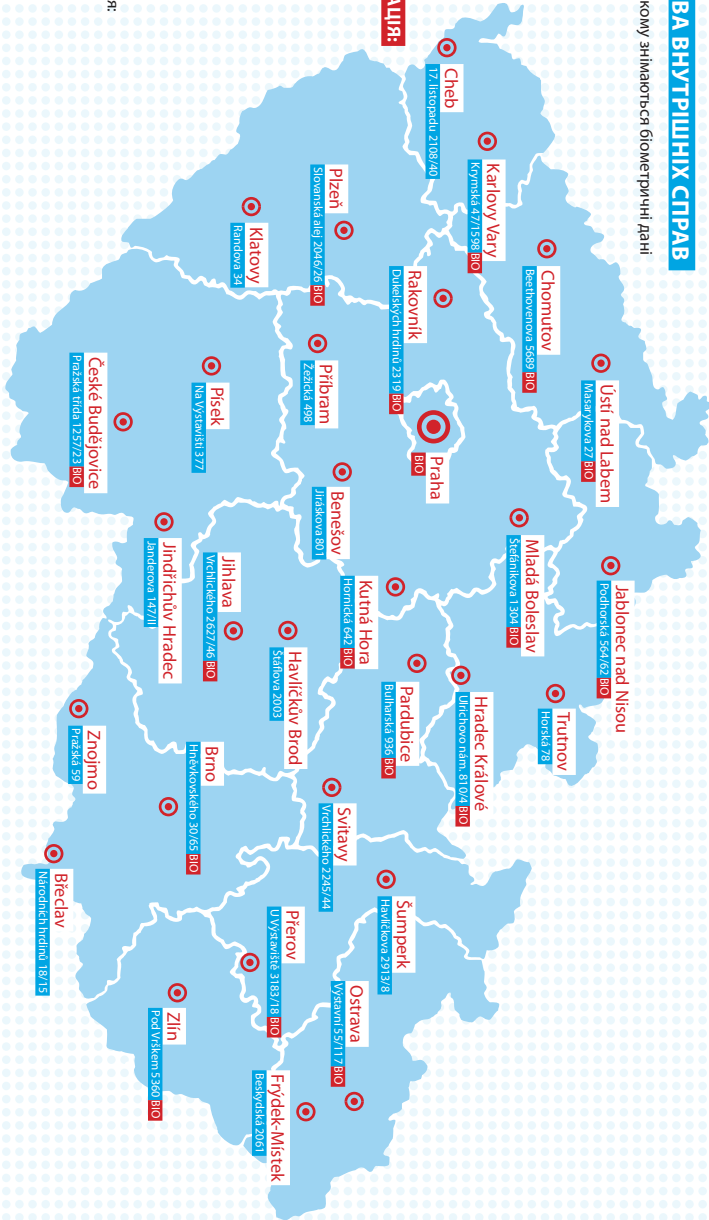 ВА ВНУТРІШНІХ СПРАВ
кому знімаються біометричні дані
АЦІЯ:
Я:
Cheb
17. listopadu 2108/40
Karlovy Vary
Krymská 47/1598 BIO
Chomutov
Beethovenova 5689 BIO
Ústí nad Labem
Masarykova 27 BIO
Jablonec nad Nisou
Podhorská 564/62 BIO
Mladá Boleslav
Štefánikova 1304 BIO
Trutnov
Horská 78
Hradec Králové
Ulrichovo nám. 810/4 BIO
Pardubice
Bulharská 936 BIO
Rakovník
Dukelských hrdinů 2319 BIO
Praha
BIO
Kutná Hora
Hornická 642 BIO
Plzeň
Slovanská alej 2046/26 BIO
Klatovy
Randova 34
Příbram
Žežická 498
Benešov
Jiráskova 801
Havlíčkův Brod
Štáflova 2003
Svitavy
Vrchlického 2245/44
Šumperk
Havlíčkova 2913/8
Ostrava
Výstavní 55/117 BIO
Písek
Na Výstavišti 377
České Budějovice
Pražská třída 1257/23 BIO
Jindřichův Hradec
Janderova 147/II
Jihlava
Vrchlického 2627/46 BIO
Brno
Hněvkovského 30/65 BIO
Přerov
U Výstaviště 3183/18 BIO
Frýdek-Místek
Beskydská 2061
Zlín
Pod Vrškem 5360 BIO
Znojmo
Pražská 59
Břeclav
Národních hrdinů 18/15